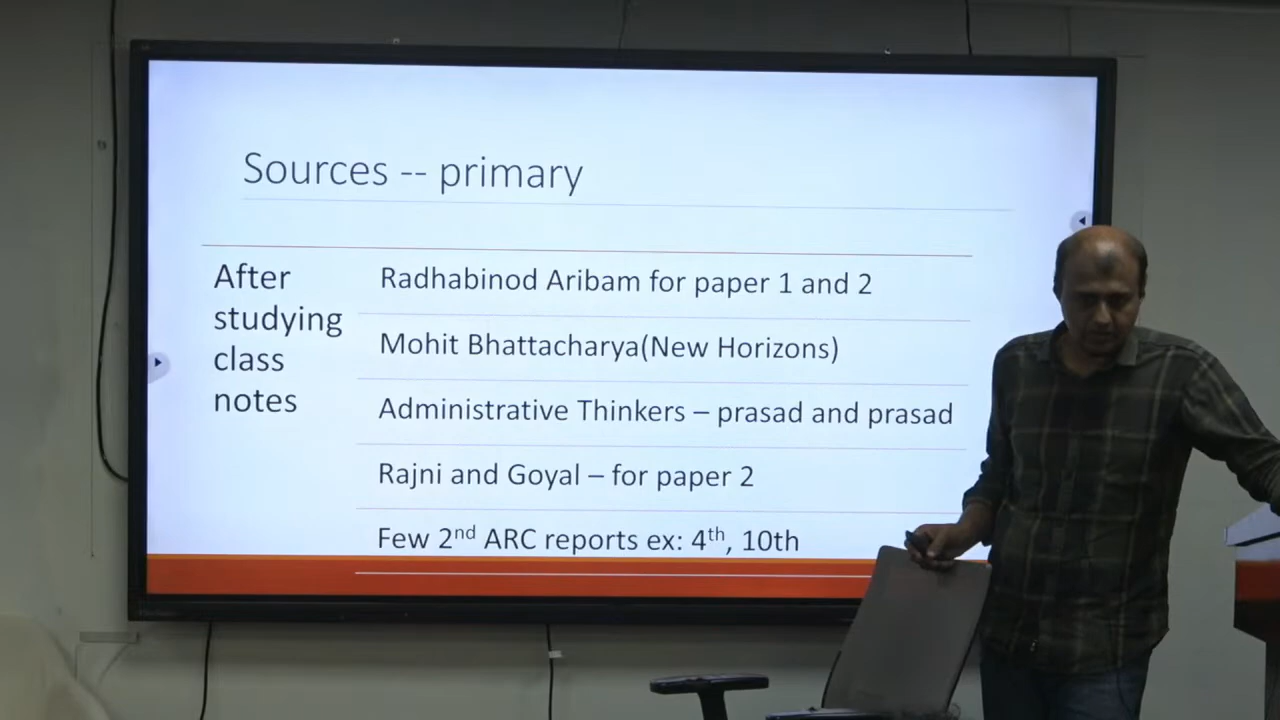 Sources -- primary
After
studying
class
notes
Radhabinod Aribam for paper 1 and 2
Mohit Bhattacharya(New Horizons)
Administrative Thinkers – prasad and prasad
Rajni and Goyal – for paper 2
Few 2nd ARC reports ex: 4th, 10th